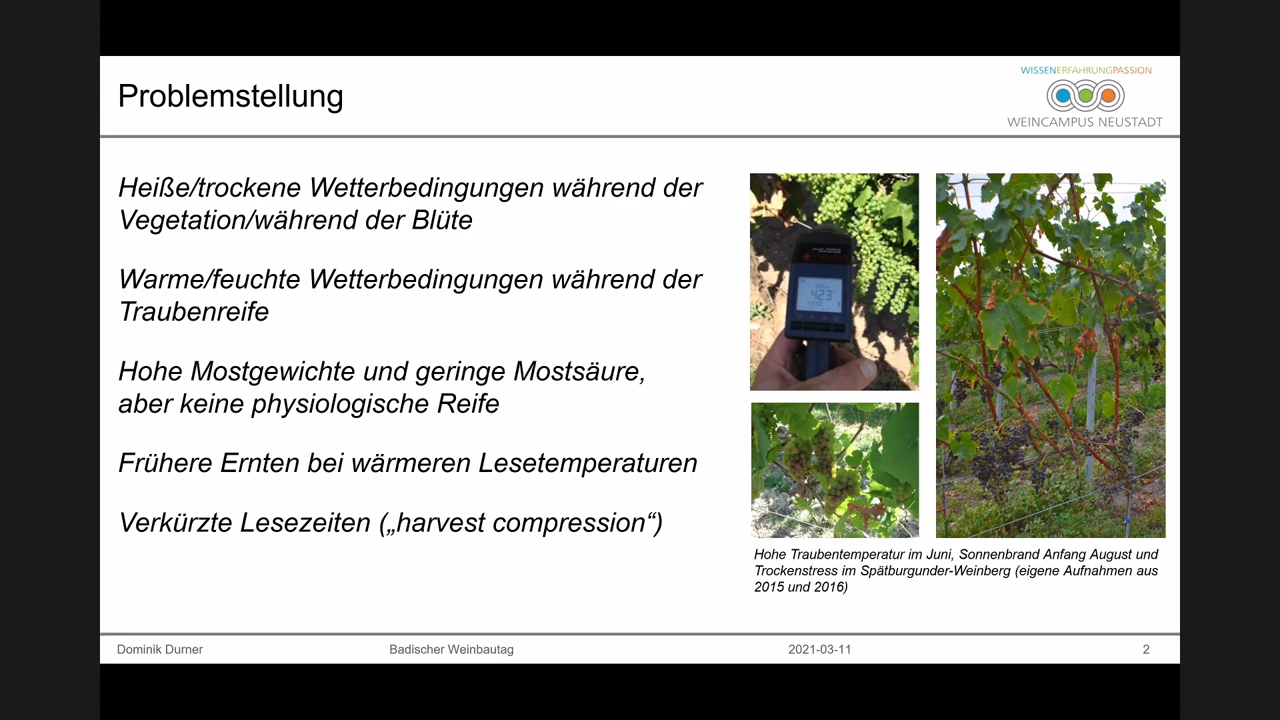 Problemstellung
WISSENERFAHRUNGPASSION
WEINCAMPUS NEUSTADT
Heiße/trockene Wetterbedingungen während der
Vegetation/während der Blüte
Warme/feuchte Wetterbedingungen während der
Traubenreife
Hohe Mostgewichte und geringe Mostsäure,
aber keine physiologische Reife
Frühere Ernten bei wärmeren Lesetemperaturen
Verkürzte Lesezeiten („harvest compression“)
Hohe Traubentemperatur im Juni, Sonnenbrand Anfang August und
Trockenstress im Spätburgunder-Weinberg (eigene Aufnahmen aus
2015 und 2016)
Dominik Durner
Badischer Weinbautag
2021-03-11
2